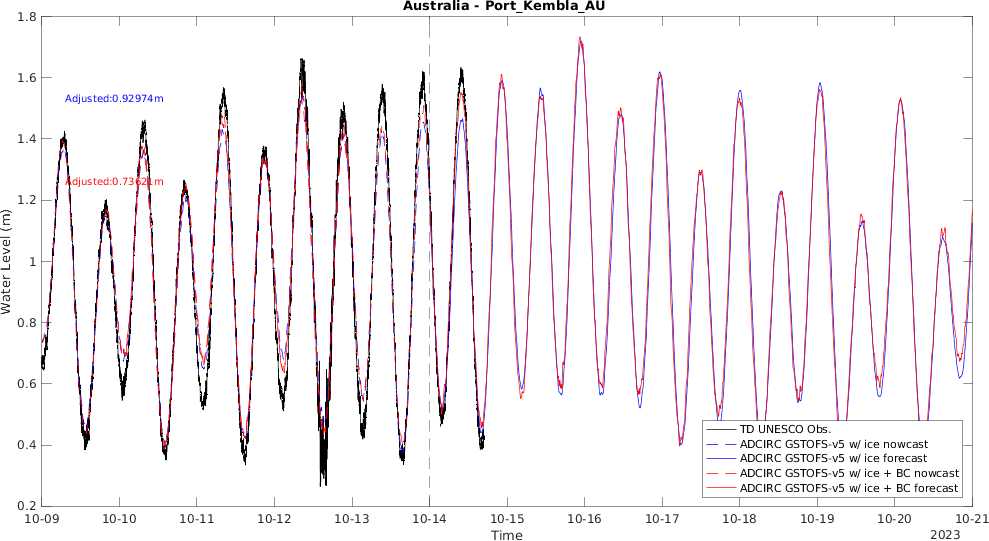 Australia - Port_Kembla_AU
1.8
1.6
1.4
1.2
1
0.8
0.6
0.4
0.2
Water Level (m)
Adjusted:0.92974m
Adjusted:0.73621m
TD UNESCO Obs.
ADCIRC GSTOFS-v5 w/ ice nowcast
ADCIRC GSTOFS-v5 w/ ice forecast
ADCIRC GSTOFS-v5 w/ ice + BC nowcast
ADCIRC GSTOFS-v5 w/ ice + BC forecast
10-09 10-10 10-11 10-12 10-13 10-14 10-15 10-16 10-17 10-18 10-19 10-20 10-21
Time
2023